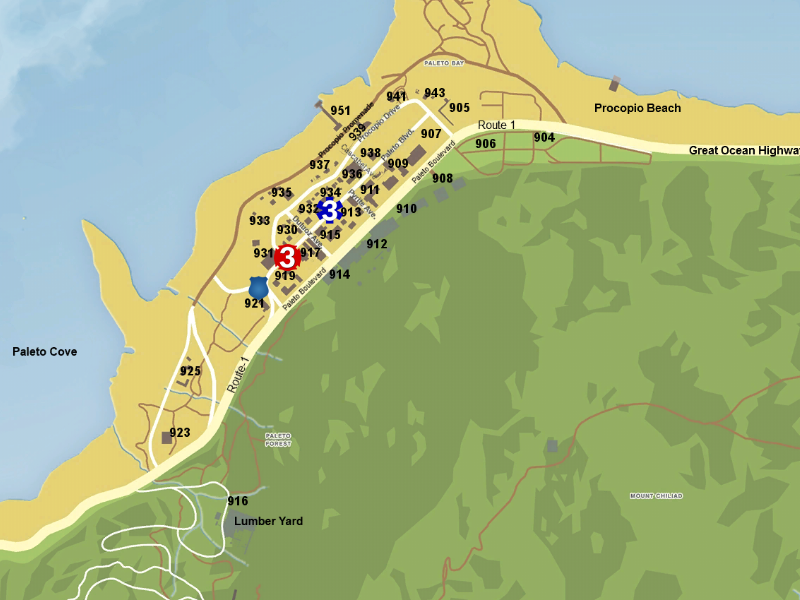 PALETO BAY
943
941
905
951
Procopio Beach
Procopio Promenade
Procopio Drive
939
907
Route 1
906
904
Great Ocean Highwa
Paleto Blvd.
938
909
Paleto Boulevard
937
936
908
935
934
911
Pyrite Ave.
932
3
913
910
933
930
915
912
931
3
917
919
914
Paleto Boulevard
921
Paleto Cove
925
Route-1
923
PALETO
FOREST
916
Lumber Yard
MOUNT CHILIAD